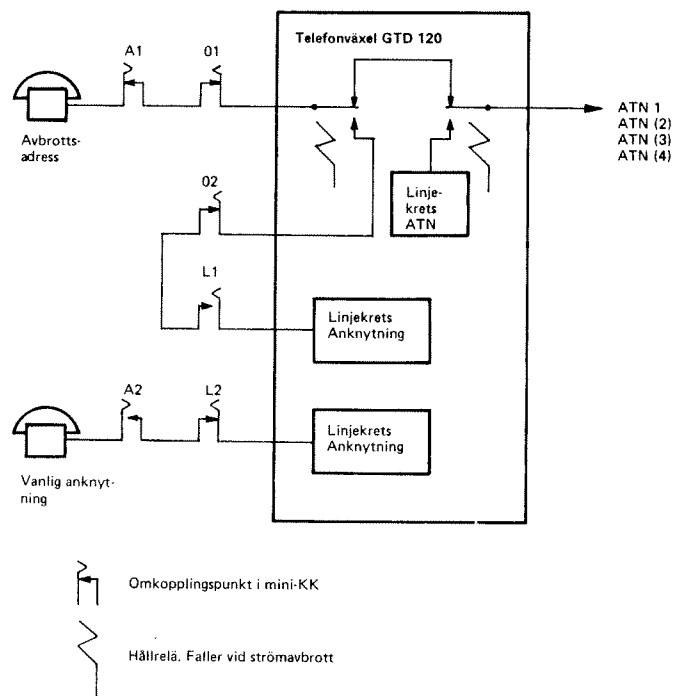 Telefonväxel GTD 120
A1
01
ATN 1
ATN (2)
ATN (3)
ATN (4)
Avbrotts-
adress
02
Linje-
krets
ATN
L1
Linjekrets
Anknytning
A2
L2
Linjekrets
Anknytning
Vanlig anknyt-
ning
Omkopplingspunkt i mini-KK
Hållrelä. Faller vid strömavbrott